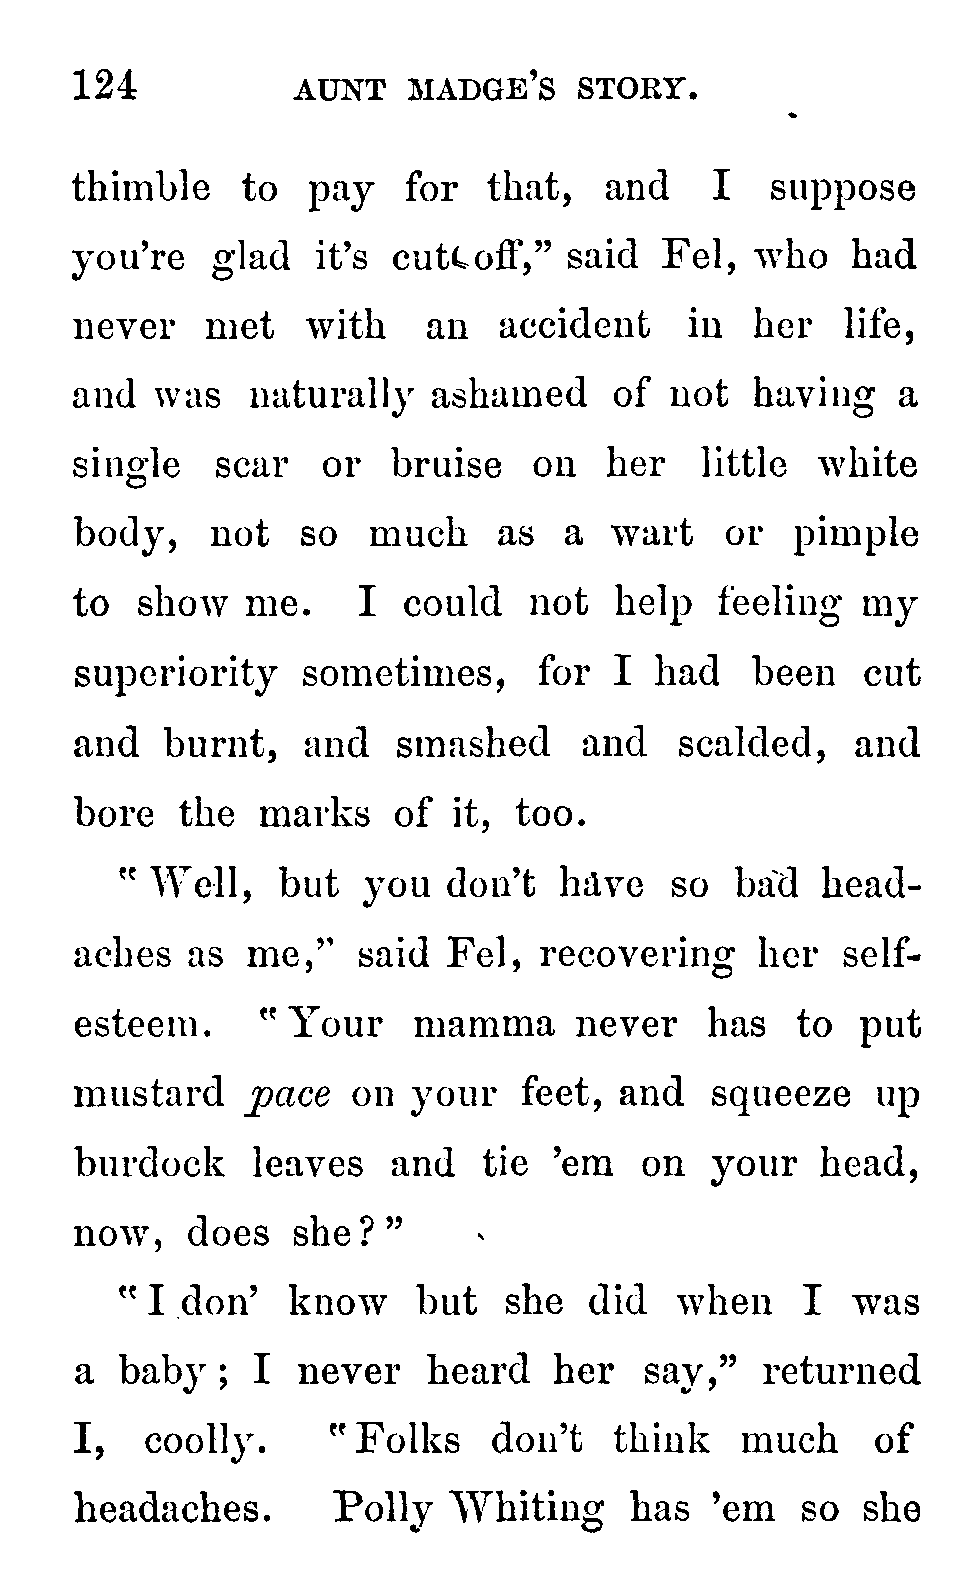 124 AUNT MADGE'S STORY.
thimble to pay for that, and I suppose
you're glad it's cut off," said Fel, who had
never met with an accident in her life,
and was naturally ashamed of not having a
single scar or bruise on her little white
body, not so much as a wart or pimple
to show me. I could not help feeling my
superiority sometimes, for I had been cut
and burnt, and smashed and scalded, and
bore the marks of it, too.
"Well, but you don't have so bad head-
aches as me," said Fel, recovering her self-
esteem. "Your mamma never has to put
mustard pace on your feet, and squeeze up
burdock leaves and tie 'em on your head,
now, does she?"
"I don' know but she did when I was
a baby; I never heard her say," returned
I, coolly. "Folks don't think much of
headaches. Polly Whiting has 'em so she